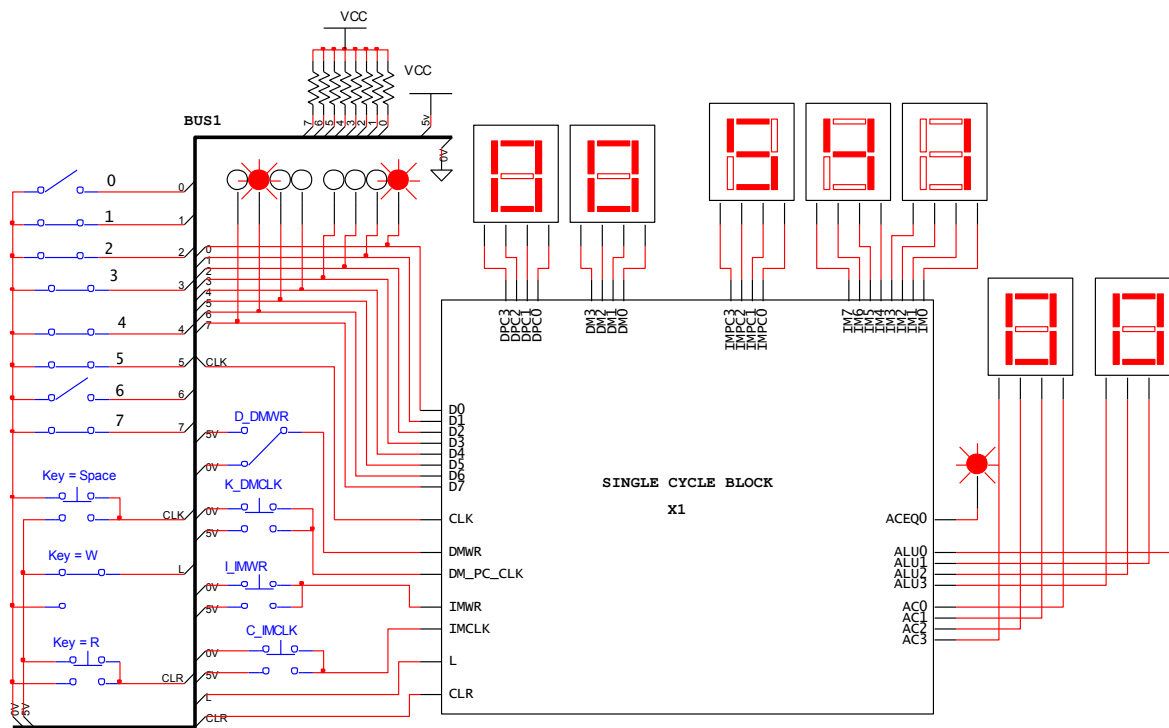 VCC
VCC
7
6
5
4
3
2
1
0
5v
0V
BUS1
0
1
2
3
4
5
6
7
0
1
2
3
4
5
6
7
0
1
2
3
4
5
6
7
CLK
D_DMWR
5V
0V
Key = Space
K_DMCLK
0V
5V
CLK
Key = W
L
I_IMWR
0V
5V
Key = R
C_IMCLK
0V
5V
CLR
L
CLR
0V
5V
0
0
DPC3
DPC2
DPC1
DPC0
DM3
DM2
DM1
DM0
IMPC3
IMPC2
IMPC1
IMPC0
IM7
IM6
IM5
IM4
IM3
IM2
IM1
IM0
0
0
D0
D1
D2
D3
D4
D5
D6
D7
CLK
DMWR
DM_PC_CLK
IMWR
IMCLK
L
CLR
SINGLE CYCLE BLOCK
X1
ACEQ0
ALU0
ALU1
ALU2
ALU3
AC0
AC1
AC2
AC3